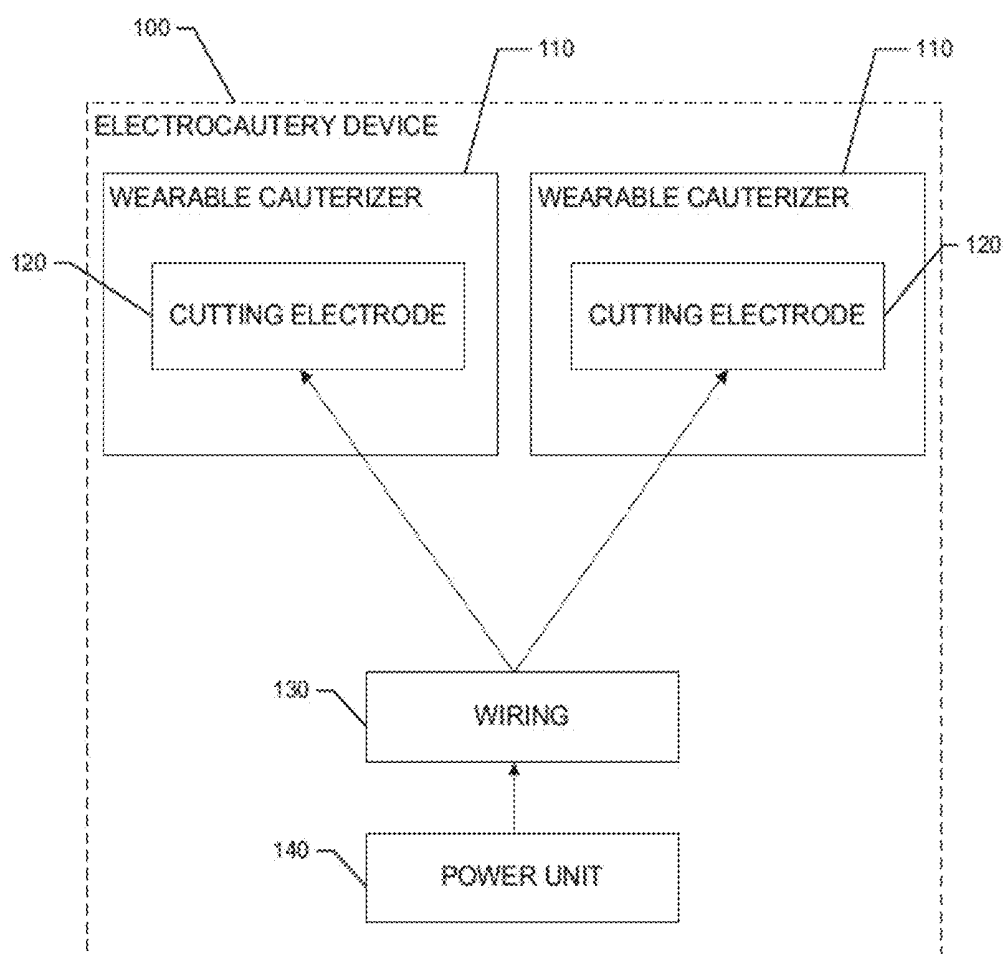 100
110
110
ELECTROCAUTERY DEVICE
WEARABLE CAUTERIZER
WEARABLE CAUTERIZER
120
120
CUTTING ELECTRODE
CUTTING ELECTRODE
130
WIRING
140
POWER UNIT